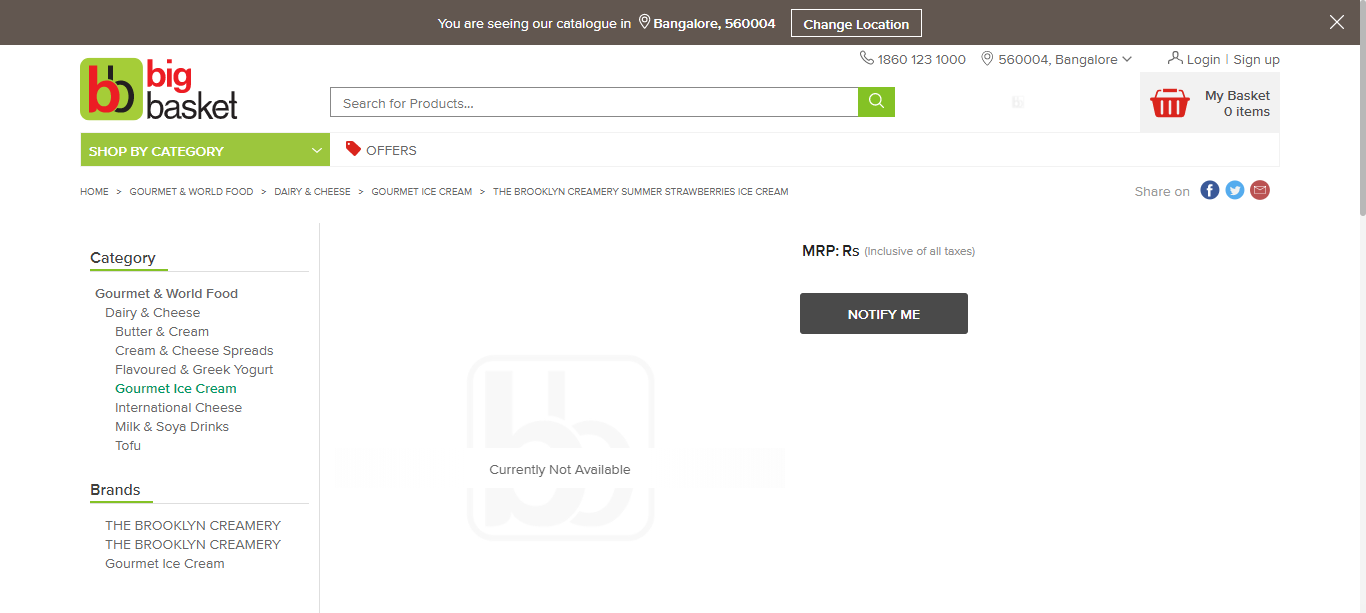 You are seeing our catalogue in Bangalore, 560004 Change Location
1860 123 1000 560004, Bangalore Login | Sign up
bb big basket
Search for Products...
My Basket
0 items
SHOP BY CATEGORY OFFERS
HOME > GOURMET & WORLD FOOD > DAIRY & CHEESE > GOURMET ICE CREAM > THE BROOKLYN CREAMERY SUMMER STRAWBERRIES ICE CREAM
Share on
Category
Gourmet & World Food
Dairy & Cheese
Butter & Cream
Cream & Cheese Spreads
Flavoured & Greek Yogurt
Gourmet Ice Cream
International Cheese
Milk & Soya Drinks
Tofu
Brands
THE BROOKLYN CREAMERY
THE BROOKLYN CREAMERY
Gourmet Ice Cream
bb
Currently Not Available
MRP: Rs (Inclusive of all taxes)
NOTIFY ME